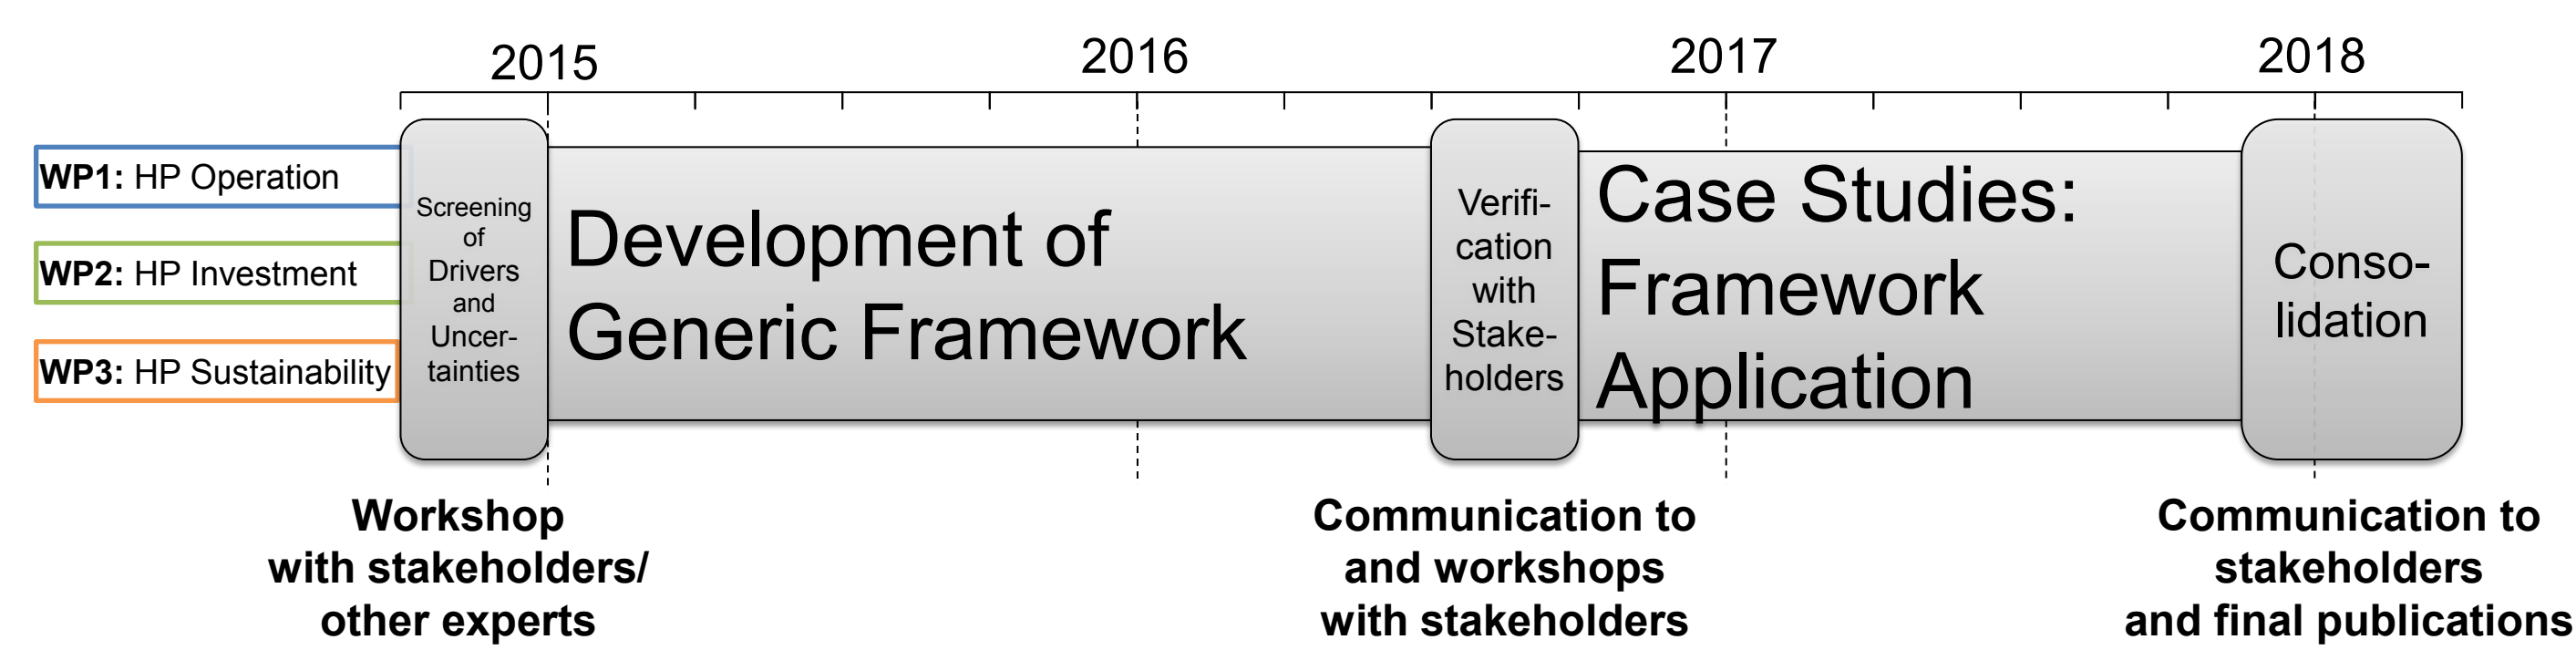 2015
2016
2017
2018
WP1: HP Operation
WP2: HP Investment
WP3: HP Sustainability
Screening
of
Drivers
and
Uncer-
tainties
Development of
Generic Framework
Verifi-
cation
with
Stake-
holders
Case Studies:
Framework
Application
Conso-
lidation
Workshop
with stakeholders/
other experts
Communication to
and workshops
with stakeholders
Communication to
stakeholders
and final publications